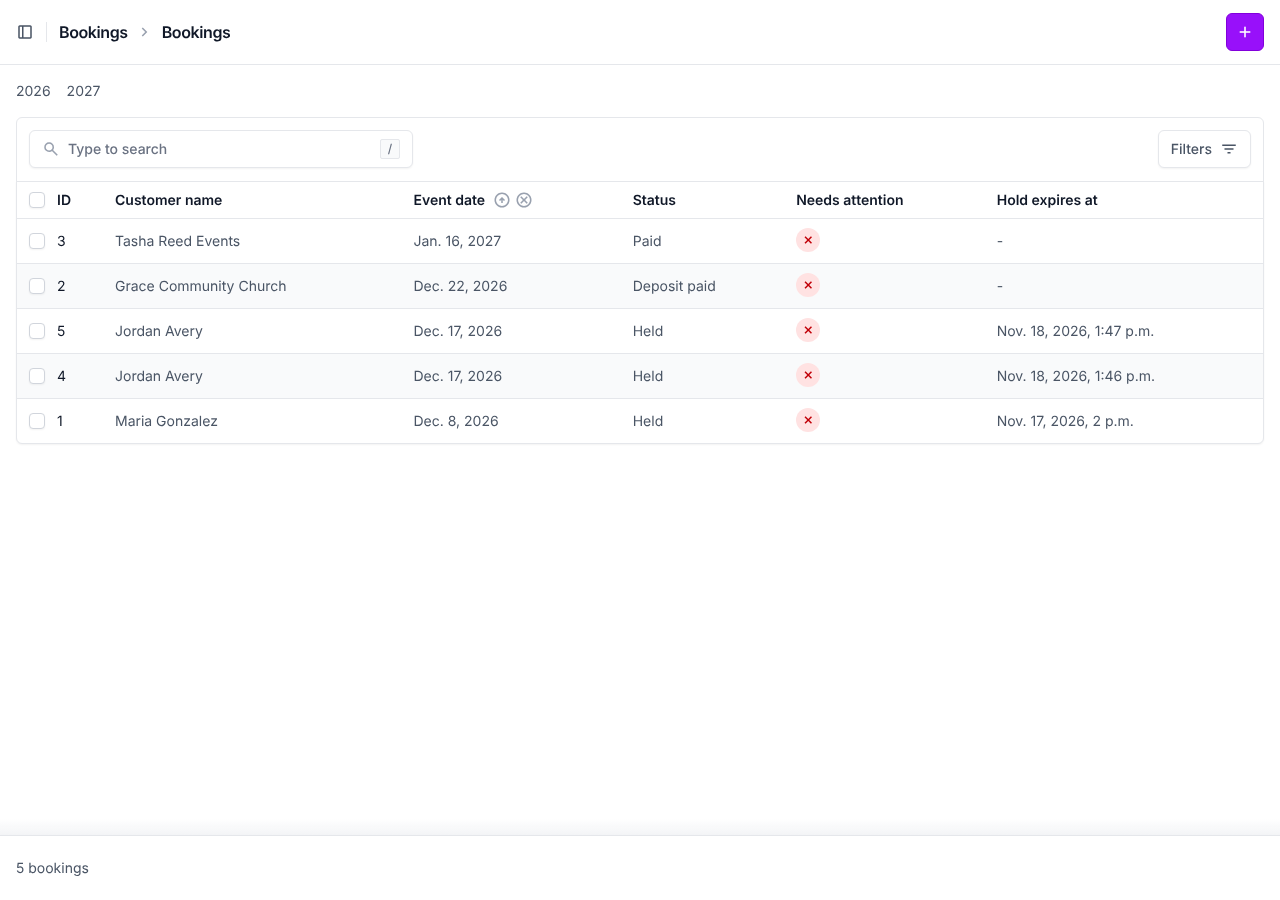 Bookings > Bookings
2026 2027
Type to search / Filters
ID Customer name Event date Status Needs attention Hold expires at
3 Tasha Reed Events Jan. 16, 2027 Paid -
2 Grace Community Church Dec. 22, 2026 Deposit paid -
5 Jordan Avery Dec. 17, 2026 Held Nov. 18, 2026, 1:47 p.m.
4 Jordan Avery Dec. 17, 2026 Held Nov. 18, 2026, 1:46 p.m.
1 Maria Gonzalez Dec. 8, 2026 Held Nov. 17, 2026, 2 p.m.
5 bookings